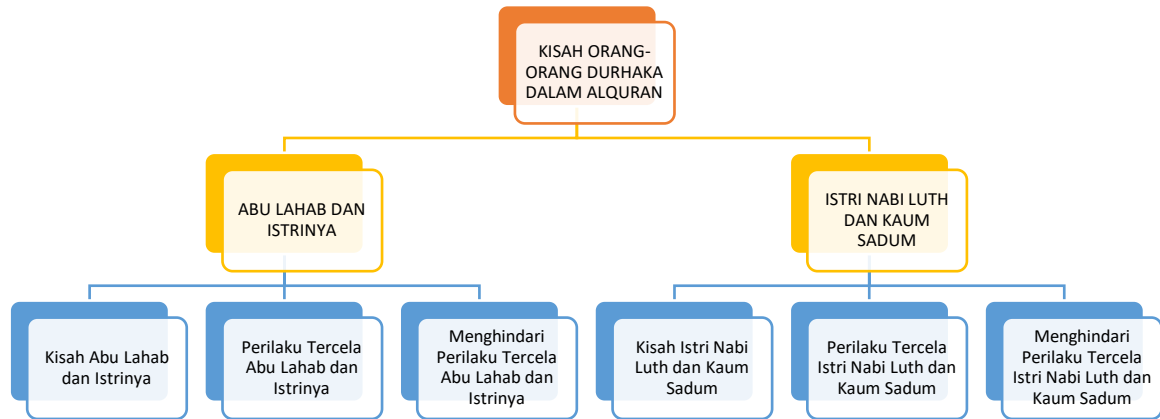 KISAH ORANG-
ORANG DURHAKA
DALAM ALQURAN
ABU LAHAB DAN
ISTRINYA
ISTRI NABI LUTH
DAN KAUM
SADUM
Kisah Abu Lahab
dan Istrinya
Perilaku Tercela
Abu Lahab dan
Istrinya
Menghindari
Perilaku Tercela
Abu Lahab dan
Istrinya
Kisah Istri Nabi
Luth dan Kaum
Sadum
Perilaku Tercela
Istri Nabi Luth dan
Kaum Sadum
Menghindari
Perilaku Tercela
Istri Nabi Luth dan
Kaum Sadum